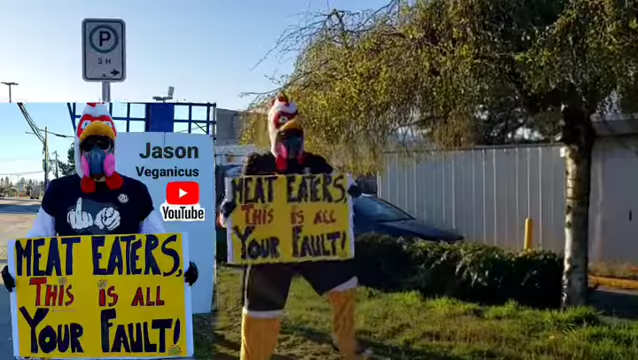 P
3 H
Jason
Veganicus
YouTube
MEAT EATERS,
THIS IS ALL
YOUR FAULT!
MEAT EATERS,
THIS IS ALL
YOUR FAULT!